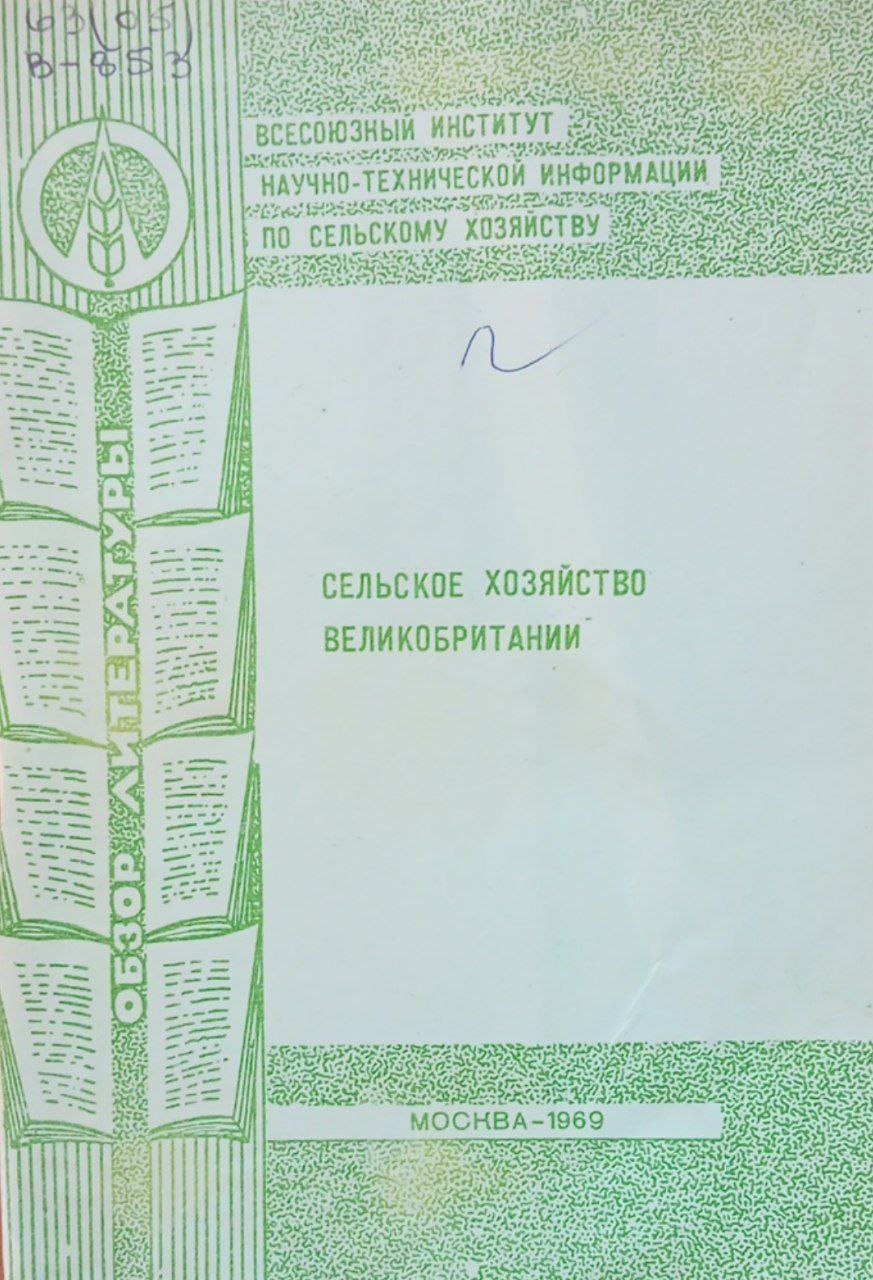 63(05)
В-853
ВСЕСОЮЗНЫЙ ИНСТИТУТ
НАУЧНО-ТЕХНИЧЕСКОЙ ИНФОРМАЦИИ
ПО СЕЛЬСКОМУ ХОЗЯЙСТВУ
ОБЗОР ЛИТЕРАТУРЫ
СЕЛЬСКОЕ ХОЗЯЙСТВО
ВЕЛИКОБРИТАНИИ
МОСКВА-1969